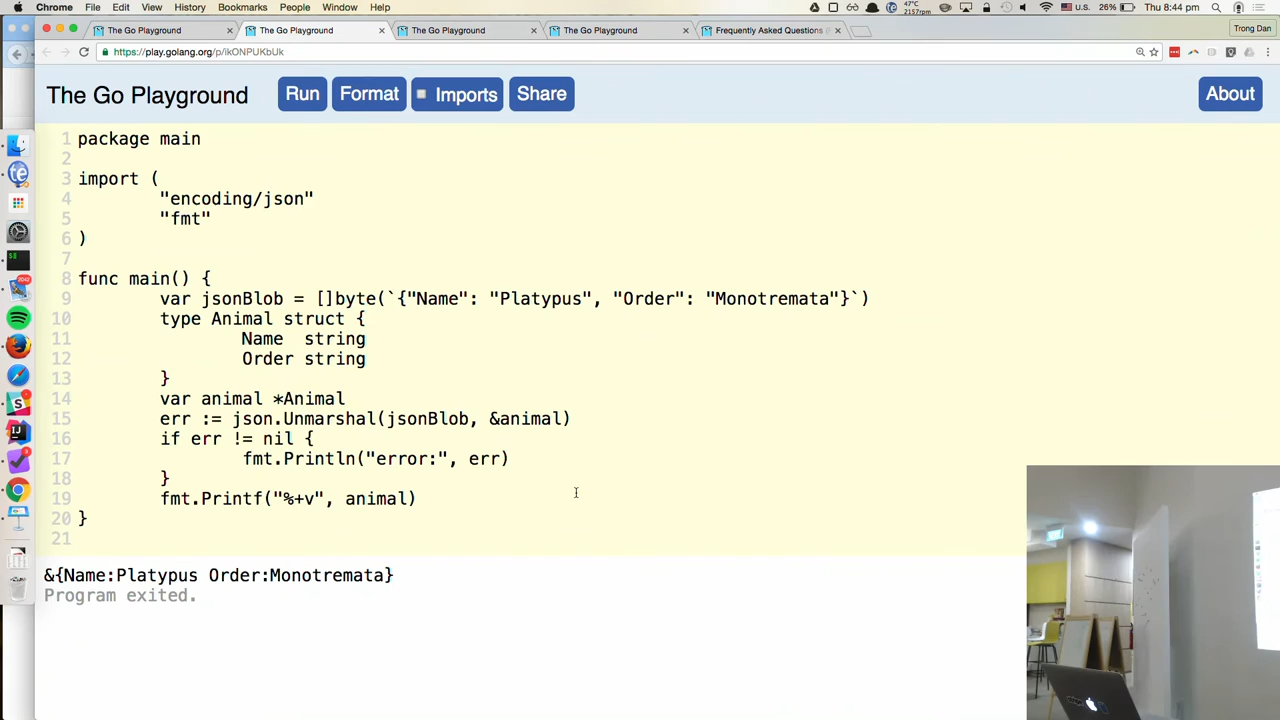 Chrome File Edit View History Bookmarks People Window Help 47°C 2157rpm U.S. 26% Thu 8:44 pm
The Go Playground × The Go Playground × The Go Playground × The Go Playground × Frequently Asked Questions × Trong Dan
https://play.golang.org/p/ikONPUKbUk
The Go Playground Run Format Imports Share About
1 package main
2
3 import (
4 "encoding/json"
5 "fmt"
6 )
7
8 func main() {
9 var jsonBlob = []byte(`{"Name": "Platypus", "Order": "Monotremata"}`)
10 type Animal struct {
11 Name string
12 Order string
13 }
14 var animal *Animal
15 err := json.Unmarshal(jsonBlob, &animal)
16 if err != nil {
17 fmt.Println("error:", err)
18 }
19 fmt.Printf("%+v", animal)
20 }
21
&{Name:Platypus Order:Monotremata}
Program exited.